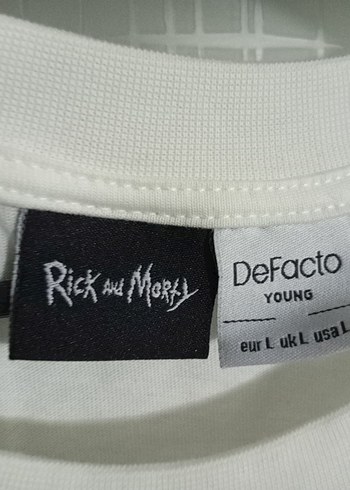 RICK AND MORTY
DeFacto
YOUNG
eur L uk L usa L